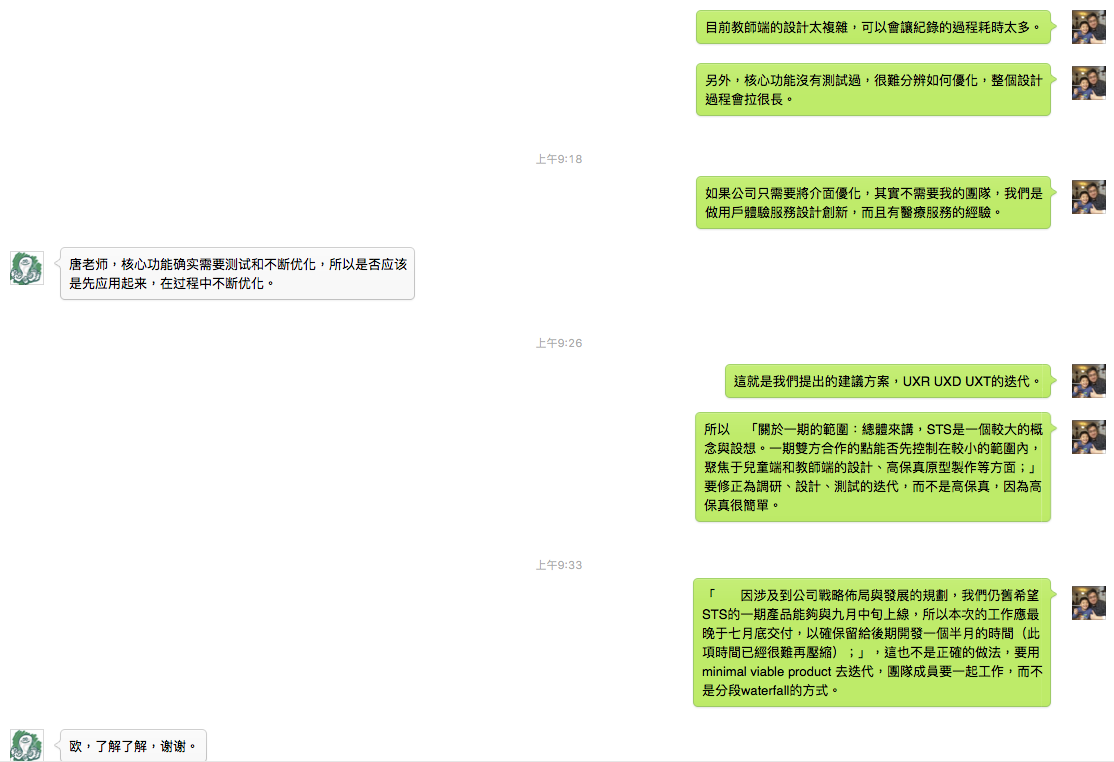 目前教師端的設計太複雜，可以會讓紀錄的過程耗時太多。
另外，核心功能沒有測試過，很難分辨如何優化，整個設計
過程會拉很長。
上午9:18
如果公司只需要將介面優化，其實不需要我的團隊，我們是
做用戶體驗服務設計創新，而且有醫療服務的經驗。
唐老师，核心功能确实需要测试和不断优化，所以是否应该
是先应用起来，在过程中不断优化。
上午9:26
這就是我們提出的建議方案，UXR UXD UXT的迭代。
所以　「關於一期的範圍：總體來講，STS是一個較大的概
念與設想。一期雙方合作的點能否先控制在較小的範圍內，
聚焦于兒童端和教師端的設計、高保真原型製作等方面；」
要修正為調研、設計、測試的迭代，而不是高保真，因為高
保真很簡單。
上午9:33
「　　因涉及到公司戰略佈局與發展的規劃，我們仍舊希望
STS的一期產品能夠與九月中旬上線，所以本次的工作應最
晚于七月底交付，以確保留給後期開發一個半月的時間（此
項時間已經很難再壓縮）；」，這也不是正確的做法，要用
minimal viable product 去迭代，團隊成員要一起工作，而不
是分段waterfall的方式。
欧，了解了解，谢谢。